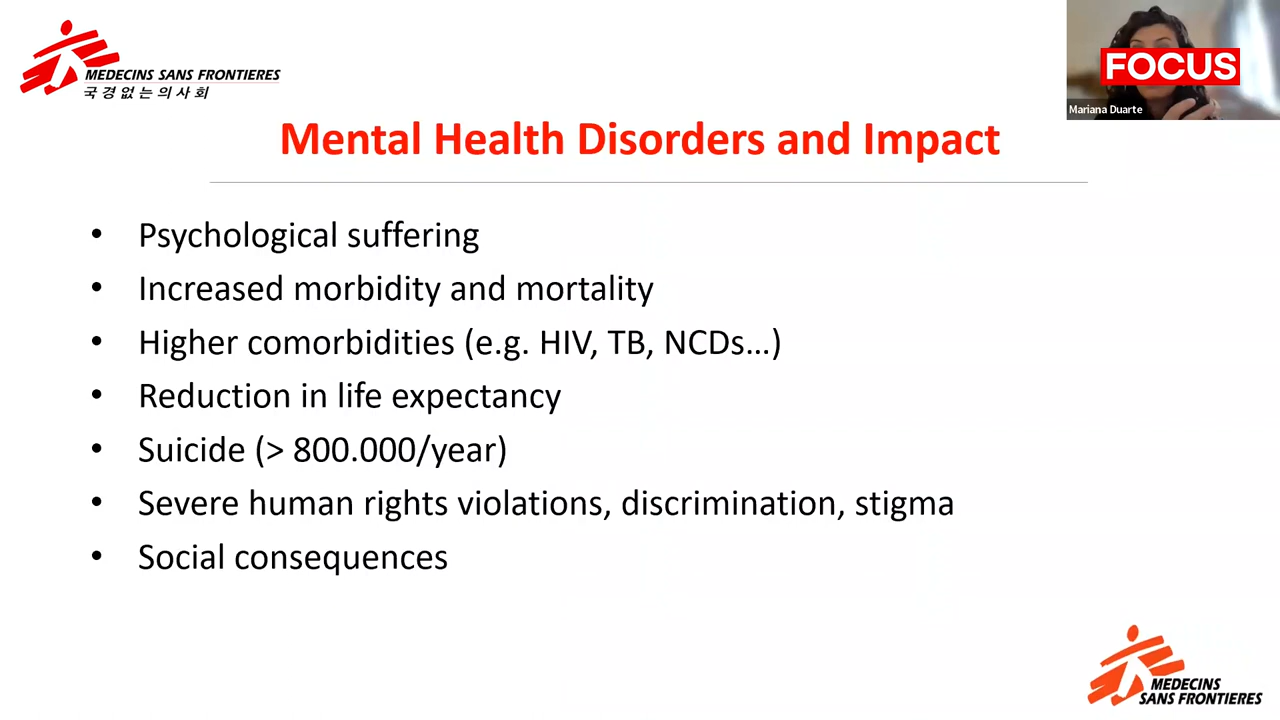 MEDECINS SANS FRONTIERES
국경없는의사회
FOCUS
Mariana Duarte
Mental Health Disorders and Impact
• Psychological suffering
• Increased morbidity and mortality
• Higher comorbidities (e.g. HIV, TB, NCDs...)
• Reduction in life expectancy
• Suicide (> 800.000/year)
• Severe human rights violations, discrimination, stigma
• Social consequences
MEDECINS
SANS FRONTIERES